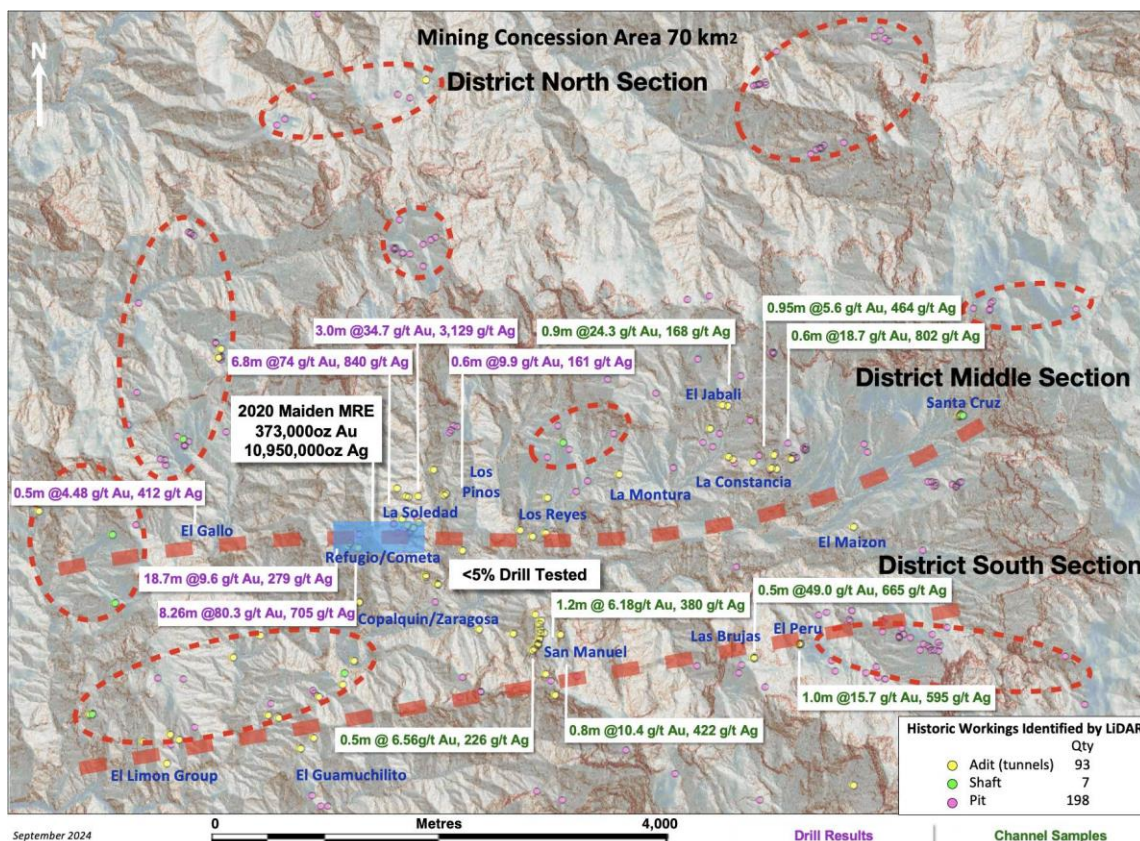 Mining Concession Area 70 km2
N
District North Section
3.0m @34.7 g/t Au, 3,129 g/t Ag
0.9m @24.3 g/t Au, 168 g/t Ag
0.95m @5.6 g/t Au, 464 g/t Ag
6.8m @74 g/t Au, 840 g/t Ag
0.6m @9.9 g/t Au, 161 g/t Ag
0.6m @18.7 g/t Au, 802 g/t Ag
District Middle Section
El Jabali
Santa Cruz
2020 Maiden MRE
373,000oz Au
10,950,000oz Ag
Los
Pinos
La Constancia
0.5m @4.48 g/t Au, 412 g/t Ag
La Montura
La Soledad
Los Reyes
El Gallo
El Maizon
Refugio/Cometa
<5% Drill Tested
District South Section
18.7m @9.6 g/t Au, 279 g/t Ag
8.26m @80.3 g/t Au, 705 g/t Ag
0.5m @49.0 g/t Au, 665 g/t Ag
1.2m @ 6.18g/t Au, 380 g/t Ag
Copalquin/Zaragosa
El Peru
Las Brujas
San Manuel
1.0m @15.7 g/t Au, 595 g/t Ag
0.5m @ 6.56g/t Au, 226 g/t Ag
0.8m @10.4 g/t Au, 422 g/t Ag
El Limon Group
El Guamuchilito
Historic Workings Identified by LiDAR
Qty
Adit (tunnels) 93
Shaft 7
Pit 198
September 2024
0 Metres 4,000
Drill Results
Channel Samples